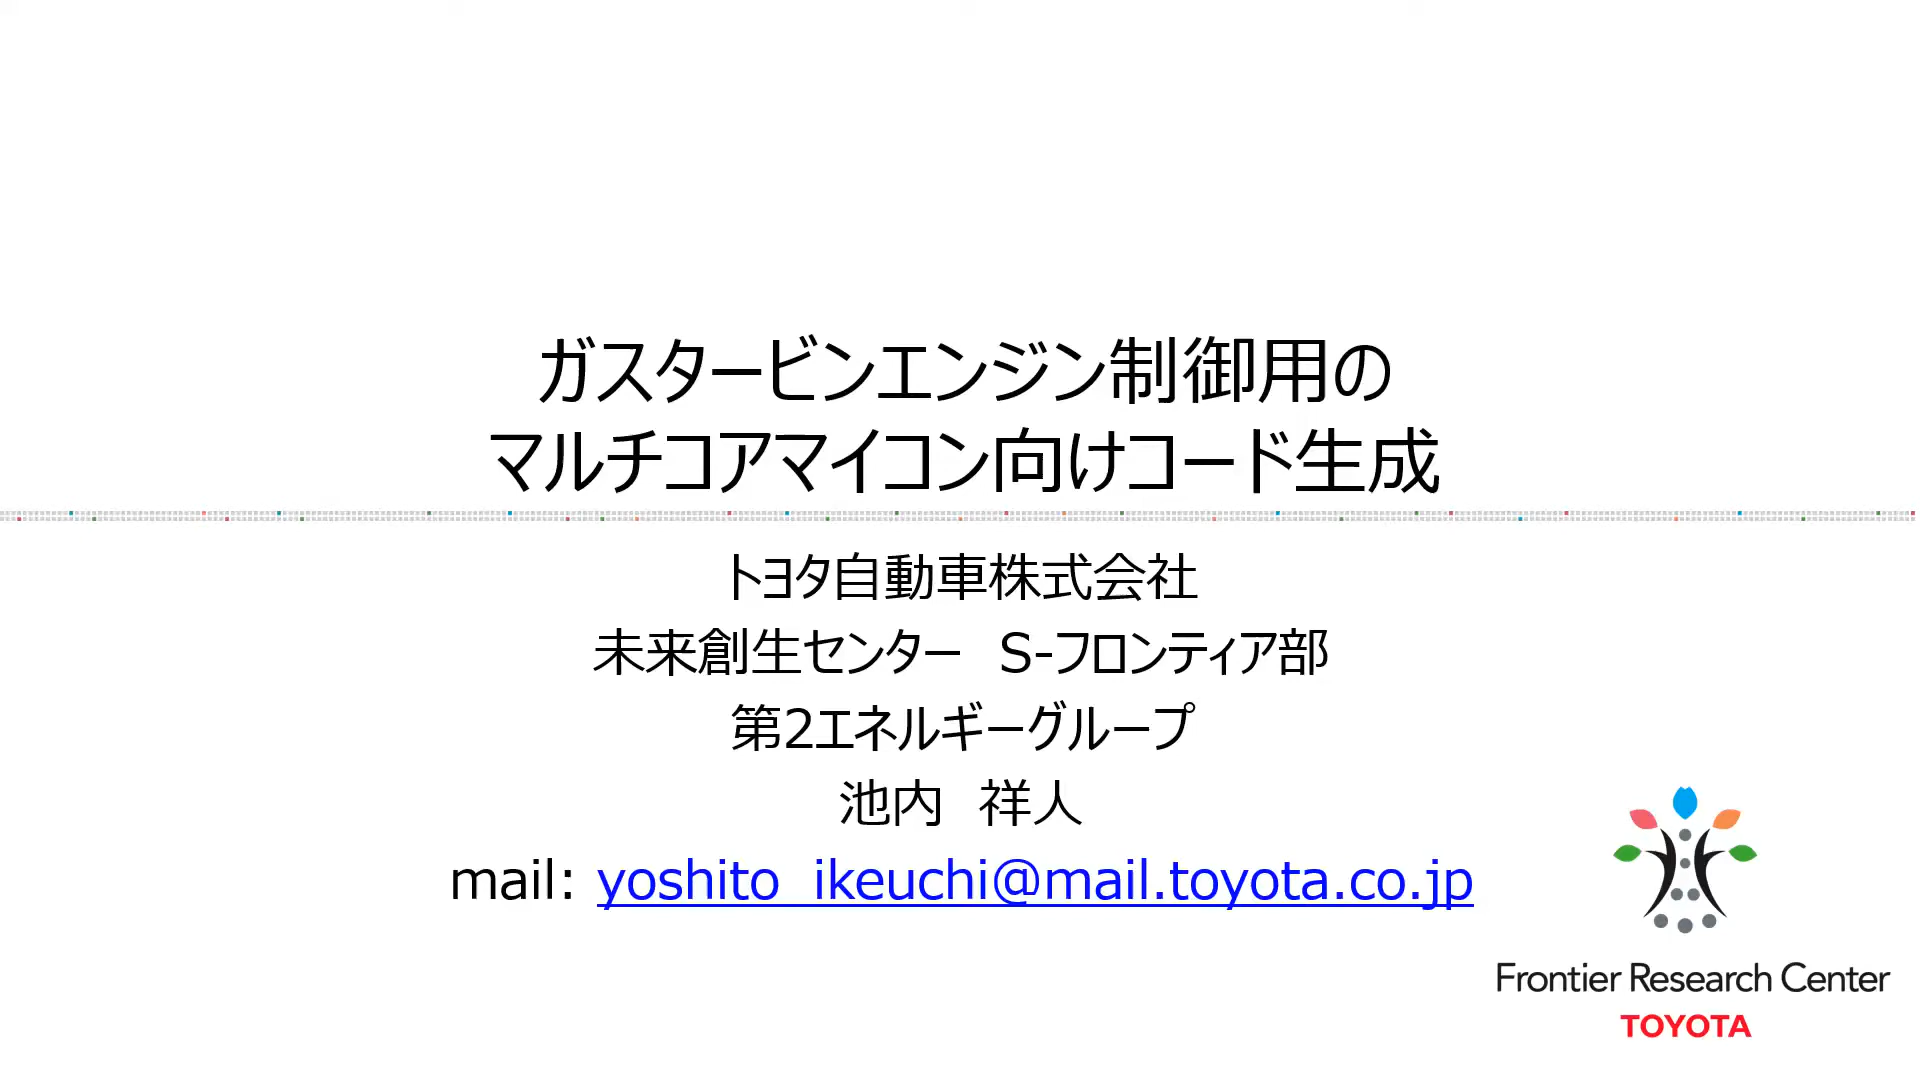 ガスタービンエンジン制御用の
マルチコアマイコン向けコード生成
トヨタ自動車株式会社
未来創生センター　S-フロンティア部
第2エネルギーグループ
池内　祥人
mail: yoshito_ikeuchi@mail.toyota.co.jp
Frontier Research Center
TOYOTA